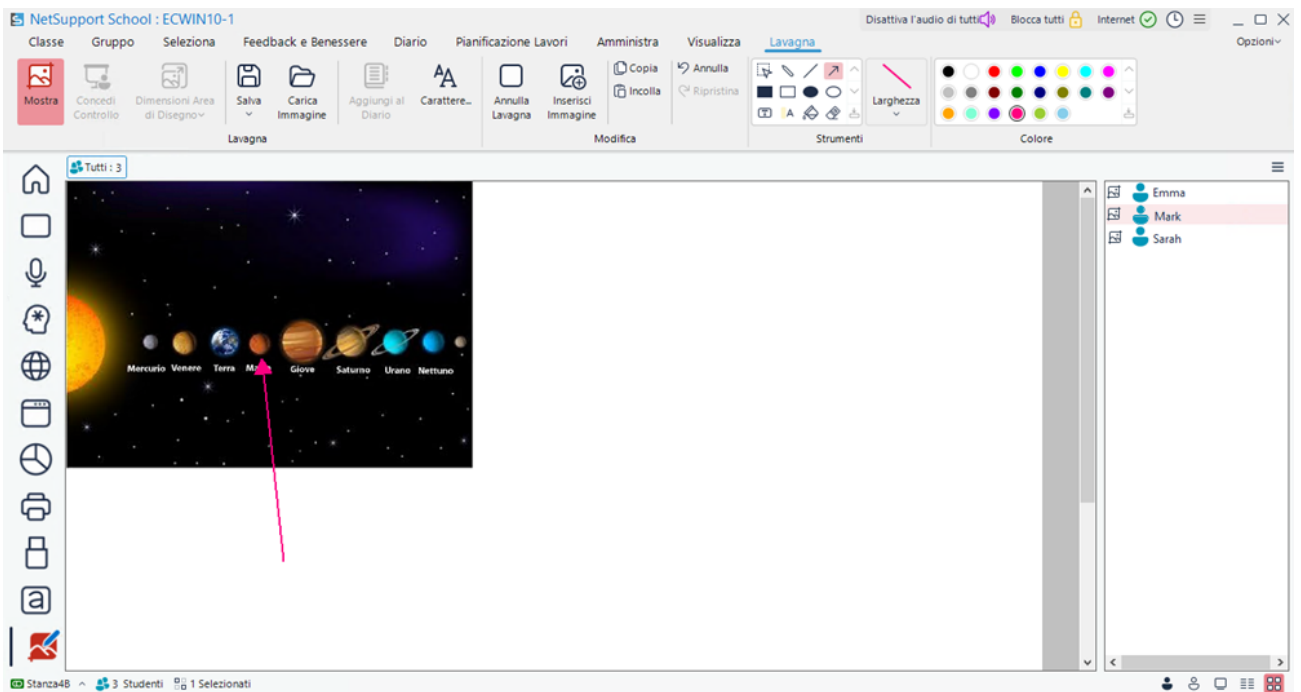 NetSupport School : ECWIN10-1
Disattiva l'audio di tutti Blocca tutti Internet
Classe Gruppo Seleziona Feedback e Benessere Diario Pianificazione Lavori Amministra Visualizza Lavagna Opzioni
Mostra
Concedi Controllo
Dimensioni Area di Disegno
Salva
Carica Immagine
Aggiungi al Diario
Carattere...
Annulla Lavagna
Inserisci Immagine
Copia
Incolla
Annulla
Ripristina
Larghezza
Lavagna Modifica Strumenti Colore
Tutti : 3
Emma
Mark
Sarah
Mercurio Venere Terra Giove Saturno Urano Nettuno
Stanza4B 3 Studenti 1 Selezionati